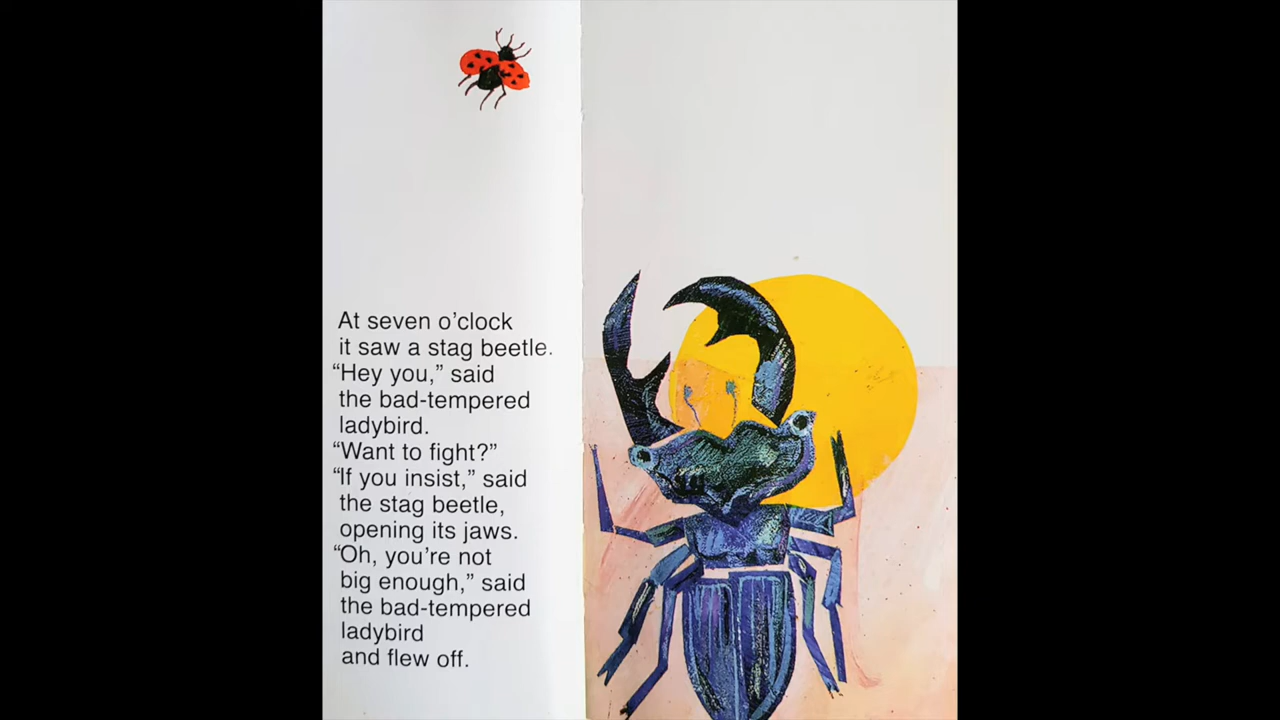 At seven o’clock
it saw a stag beetle.
“Hey you,” said
the bad-tempered
ladybird.
“Want to fight?”
“If you insist,” said
the stag beetle,
opening its jaws.
“Oh, you’re not
big enough,” said
the bad-tempered
ladybird
and flew off.